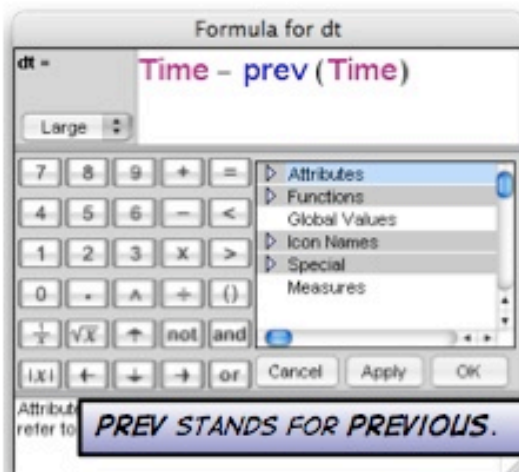 Formula for dt
dt =
Time - prev (Time)
Large
7 8 9 + =
4 5 6 - <
1 2 3 x >
0 . ^ ÷ ()
1/x √x ↑ not and
|x| ← ↓ → or
Attributes
Functions
Global Values
Icon Names
Special
Measures
Cancel Apply OK
refer to
PREV STANDS FOR PREVIOUS.